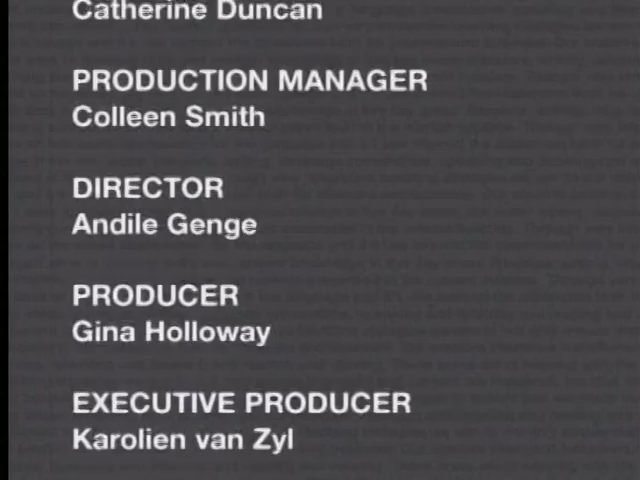 Catherine Duncan
PRODUCTION MANAGER
Colleen Smith
DIRECTOR
Andile Genge
PRODUCER
Gina Holloway
EXECUTIVE PRODUCER
Karolien van Zyl